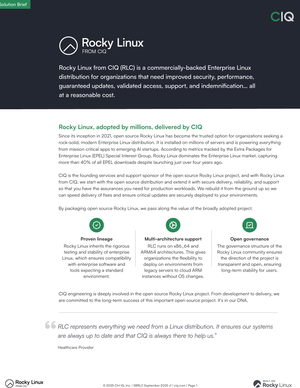 Solution Brief
CIQ
Rocky Linux
FROM CIQ
Rocky Linux from CIQ (RLC) is a commercially-backed Enterprise Linux
distribution for organizations that need improved security, performance,
guaranteed updates, validated access, support, and indemnification... all
at a reasonable cost.
Rocky Linux, adopted by millions, delivered by CIQ
Since its inception in 2021, open source Rocky Linux has become the trusted option for organizations seeking a
rock-solid, modern Enterprise Linux distribution. It is installed on millions of servers and is powering everything
from mission critical apps to emerging AI startups. According to metrics tracked by the Extra Packages for
Enterprise Linux (EPEL) Special Interest Group, Rocky Linux dominates the Enterprise Linux market, capturing
more than 40% of all EPEL downloads despite launching just over four years ago.
CIQ is the founding services and support sponsor of the open source Rocky Linux project, and with Rocky Linux
from CIQ, we start with the open source distribution and extend it with secure delivery, reliability, and support
so that you have the assurances you need for production workloads. We rebuild it from the ground up so we
can speed delivery of fixes and ensure critical updates are securely deployed to your environments.
By packaging open source Rocky Linux, we pass along the value of the broadly adopted project:
Proven lineage
Rocky Linux inherits the rigorous
testing and stability of enterprise
Linux, which ensures compatibility
with enterprise software and
tools expecting a standard
environment.
Multi-architecture support
RLC runs on x86_64 and
ARM64 architectures. This gives
organizations the flexibility to
deploy on environments from
legacy servers to cloud ARM
instances without OS changes.
Open governance
The governance structure of the
Rocky Linux community ensures
the direction of the project is
transparent and open, ensuring
long-term stability for users.
CIQ engineering is deeply involved in the open source Rocky Linux project. From development to delivery, we
are committed to the long-term success of this important open source project. It's in our DNA.
“RLC represents everything we need from a Linux distribution. It ensures our systems
are always up to date and that CIQ is always there to help us.”
Healthcare Provider
Rocky Linux
FROM CIQ
Rocky Linux